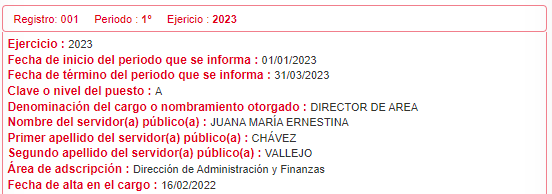 Registro: 001 Periodo : 1º Ejericio : 2023
Ejercicio : 2023
Fecha de inicio del periodo que se informa : 01/01/2023
Fecha de término del periodo que se informa : 31/03/2023
Clave o nivel del puesto : A
Denominación del cargo o nombramiento otorgado : DIRECTOR DE AREA
Nombre del servidor(a) público(a) : JUANA MARÍA ERNESTINA
Primer apellido del servidor(a) público(a) : CHÁVEZ
Segundo apellido del servidor(a) público(a) : VALLEJO
Área de adscripción : Dirección de Administración y Finanzas
Fecha de alta en el cargo : 16/02/2022